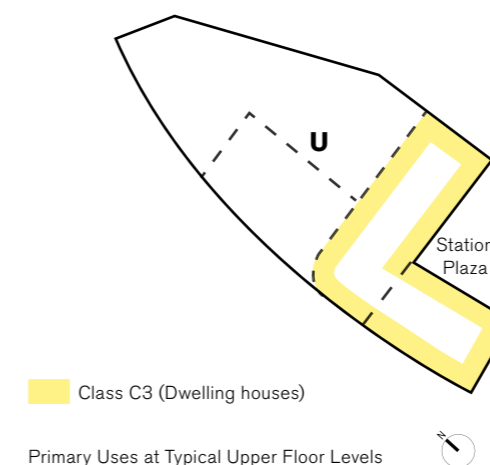 U
Station
Plaza
Class C3 (Dwelling houses)
Primary Uses at Typical Upper Floor Levels
N